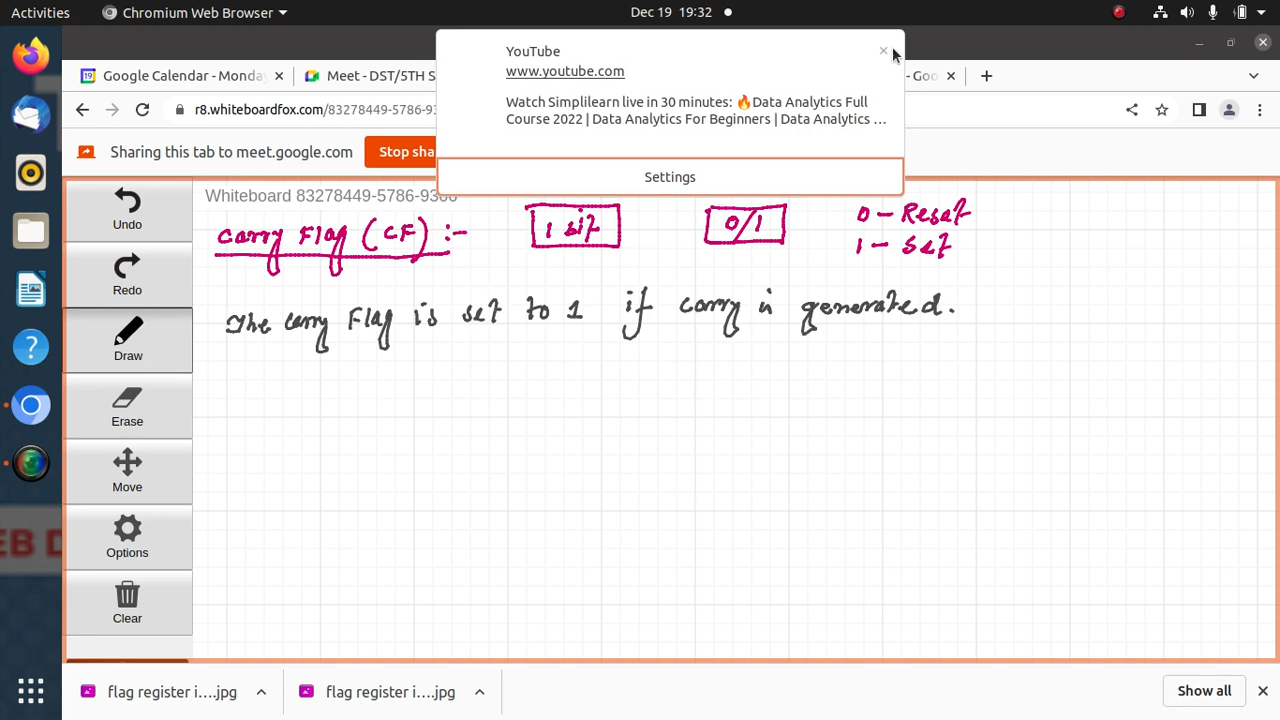 Activities
Chromium Web Browser
Dec 19 19:32
Google Calendar - Monda
Meet - DST/5TH S
- Goo
r8.whiteboardfox.com/83278449-5786-93
Sharing this tab to meet.google.com
Stop sha
YouTube
www.youtube.com
Watch Simplilearn live in 30 minutes: 🔥Data Analytics Full
Course 2022 | Data Analytics For Beginners | Data Analytics ...
Settings
Undo
Redo
Draw
Erase
Move
Options
Clear
Whiteboard 83278449-5786-9306
Carry Flag (CF) :-
1 bit
0/1
0 - Reset
1 - set
The carry Flag is set to 1 if carry is generated.
EB D
flag register i....jpg
flag register i....jpg
Show all